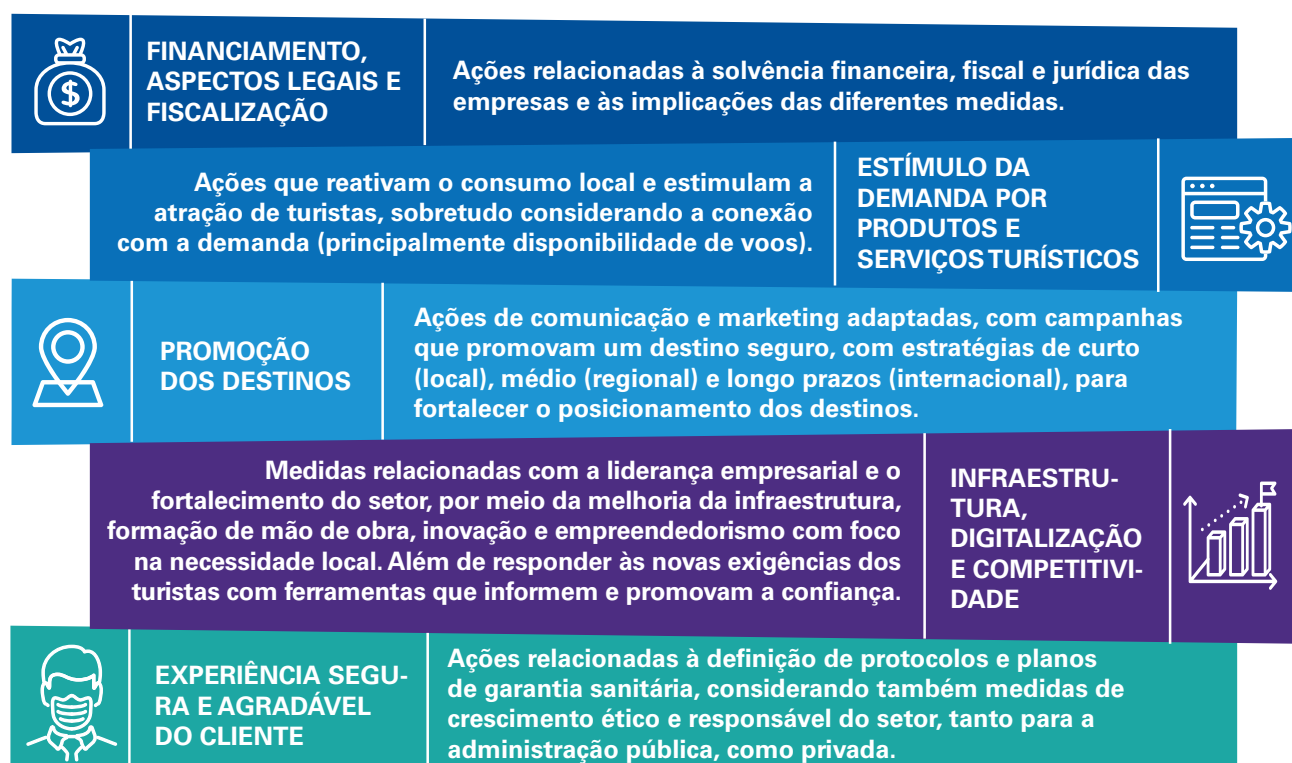 FINANCIAMENTO,
ASPECTOS LEGAIS E
FISCALIZAÇÃO
Ações relacionadas à solvência financeira, fiscal e jurídica das
empresas e às implicações das diferentes medidas.
Ações que reativam o consumo local e estimulam a
atração de turistas, sobretudo considerando a conexão
com a demanda (principalmente disponibilidade de voos).
ESTÍMULO DA
DEMANDA POR
PRODUTOS E
SERVIÇOS TURÍSTICOS
PROMOÇÃO
DOS DESTINOS
Ações de comunicação e marketing adaptadas, com campanhas
que promovam um destino seguro, com estratégias de curto
(local), médio (regional) e longo prazos (internacional), para
fortalecer o posicionamento dos destinos.
Medidas relacionadas com a liderança empresarial e o
fortalecimento do setor, por meio da melhoria da infraestrutura,
formação de mão de obra, inovação e empreendedorismo com foco
na necessidade local. Além de responder às novas exigências dos
turistas com ferramentas que informem e promovam a confiança.
INFRAESTRU-
TURA,
DIGITALIZAÇÃO
E COMPETITIVI-
DADE
EXPERIÊNCIA SEGU-
RA E AGRADÁVEL
DO CLIENTE
Ações relacionadas à definição de protocolos e planos
de garantia sanitária, considerando também medidas de
crescimento ético e responsável do setor, tanto para a
administração pública, como privada.